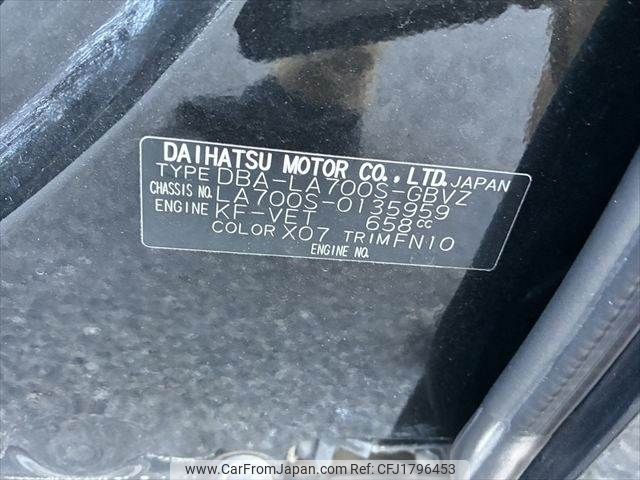 DAIHATSU MOTOR CO.,LTD. JAPAN
TYPE DBA-LA700S-GBVZ
CHASSIS NO. LA700S-0135959
ENGINE KF-VET 658cc
COLOR X07 TRIM FN10
ENGINE NO.
www.CarFromJapan.com | REF No: CFJ1796453